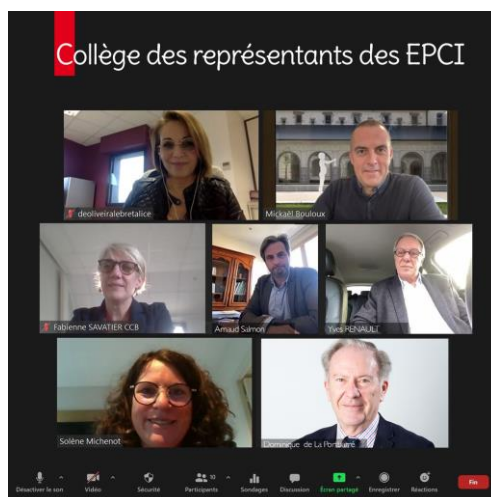 Collège des représentants des EPCI
deoliveiralebretalice
Mickaël Bouloux
Fabienne SAVATIER CCB
Arnaud Salmon
Yves RENAULT
Solène Michenot
Dominique de La Portbarré
Désactiver le son
Vidéo
Sécurité
Participants
10
Sondages
Discussion
Écran partagé
Enregistrer
Réactions
Fin